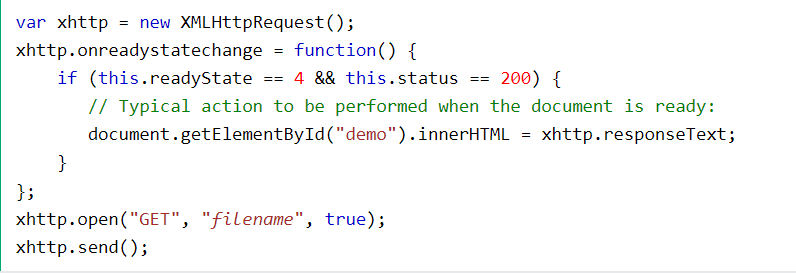 var xhttp = new XMLHttpRequest();
xhttp.onreadystatechange = function() {
    if (this.readyState == 4 && this.status == 200) {
       // Typical action to be performed when the document is ready:
       document.getElementById("demo").innerHTML = xhttp.responseText;
    }
};
xhttp.open("GET", "filename", true);
xhttp.send();